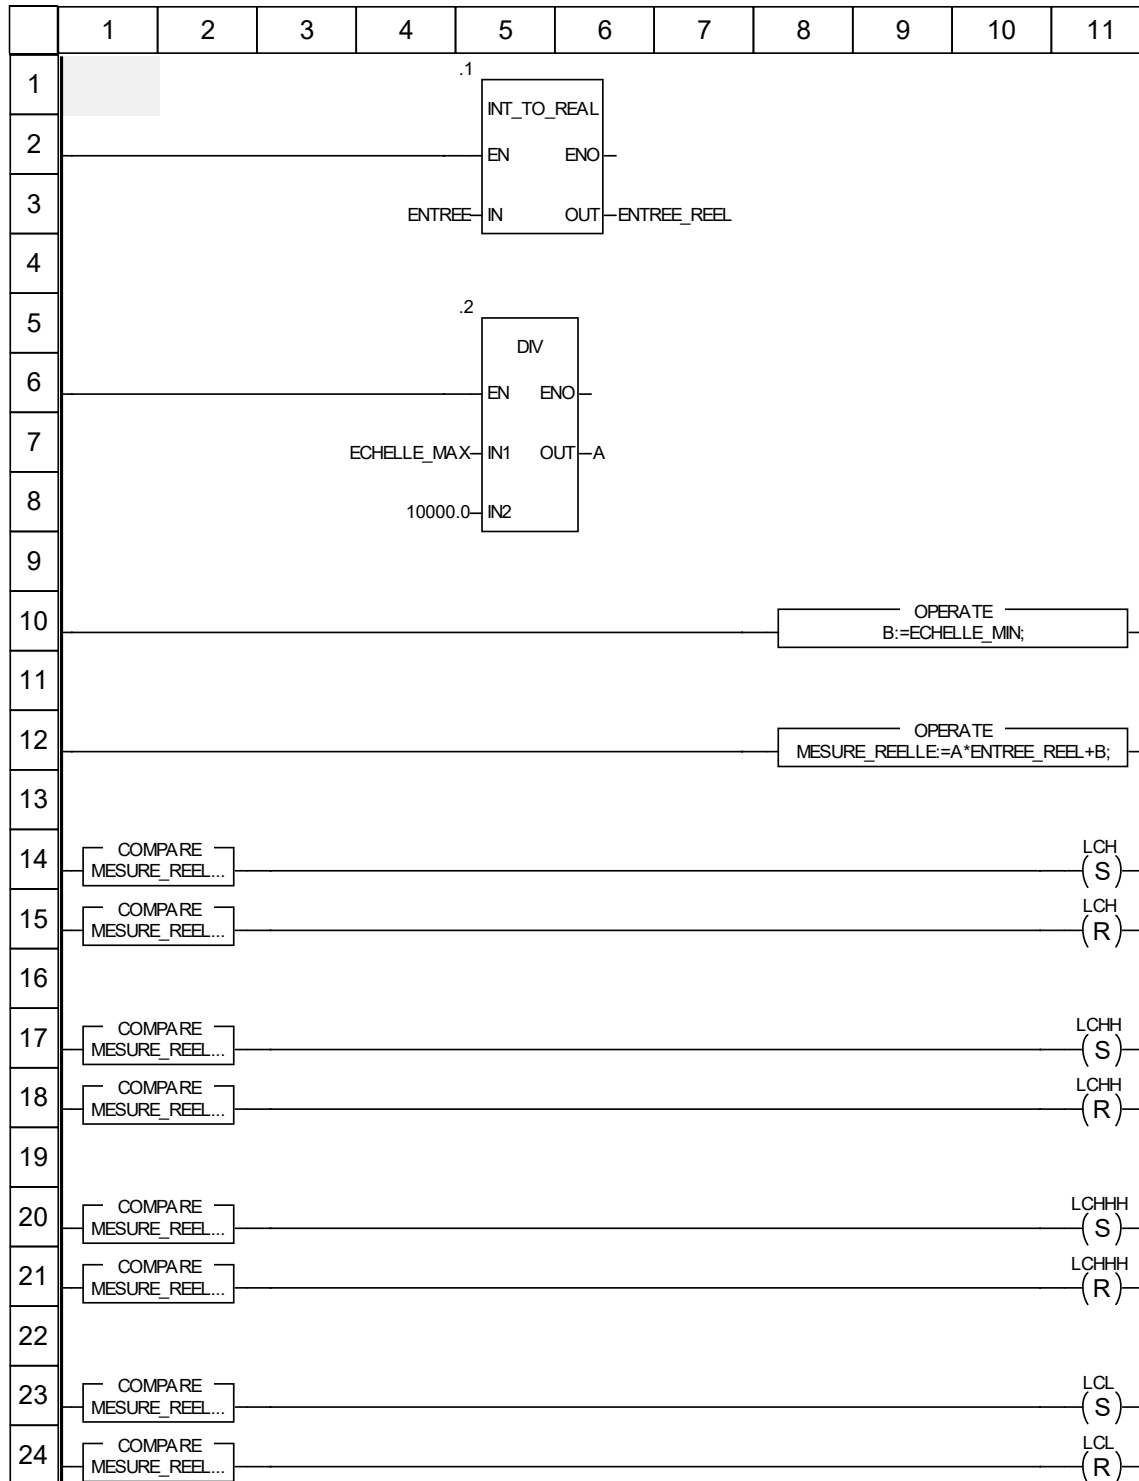 1 2 3 4 5 6 7 8 9 10 11
1
.1
INT_TO_REAL
2
EN ENO
3
ENTREE IN OUT ENTREE_REEL
4
5
.2
DIV
6
EN ENO
7
ECHELLE_MAX IN1 OUT A
8
10000.0 IN2
9
10
OPERATE
B:=ECHELLE_MIN;
11
12
OPERATE
MESURE_REELLE:=A*ENTREE_REEL+B;
13
14
COMPARE LCH
MESURE_REEL... S
15
COMPARE LCH
MESURE_REEL... R
16
17
COMPARE LCHH
MESURE_REEL... S
18
COMPARE LCHH
MESURE_REEL... R
19
20
COMPARE LCHHH
MESURE_REEL... S
21
COMPARE LCHHH
MESURE_REEL... R
22
23
COMPARE LCL
MESURE_REEL... S
24
COMPARE LCL
MESURE_REEL... R